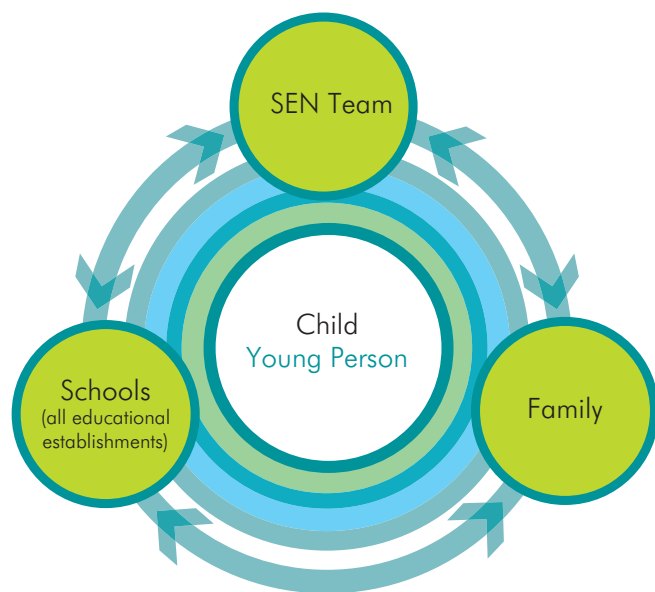 SEN Team
Child
Young Person
Schools
(all educational
establishments)
Family